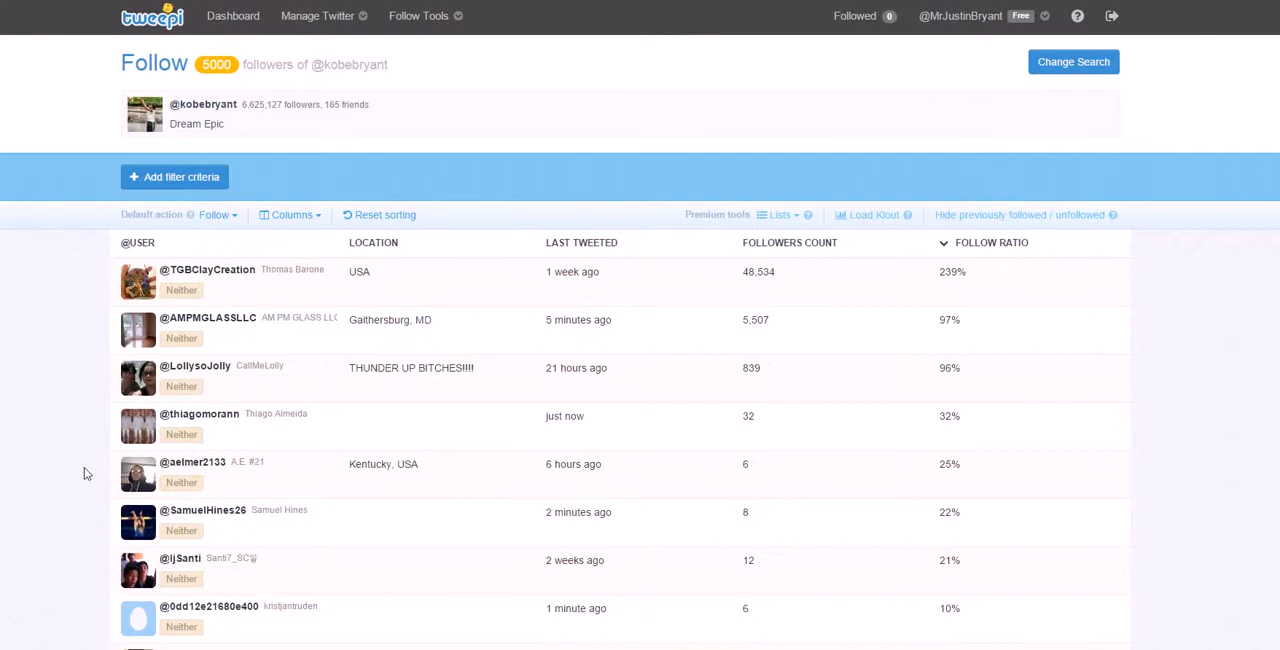 tweepi Dashboard Manage Twitter Follow Tools Followed 0 @MrJustinBryant Free ?
Follow 5000 followers of @kobebryant Change Search
@kobebryant 6,625,127 followers, 165 friends
Dream Epic
+ Add filter criteria
Default action ? Follow Columns Reset sorting Premium tools Lists ? Load Klout ? Hide previously followed / unfollowed ?
@USER LOCATION LAST TWEETED FOLLOWERS COUNT FOLLOW RATIO
@TGBClayCreation Thomas Barone USA 1 week ago 48,534 239%
Neither
@AMPMGLASSLLC AM PM GLASS LLC Gaithersburg, MD 5 minutes ago 5,507 97%
Neither
@LollysoJolly CallMeLolly THUNDER UP BITCHES!!!! 21 hours ago 839 96%
Neither
@thiagomorann Thiago Almeida just now 32 32%
Neither
@aelmer2133 A.E. #21 Kentucky, USA 6 hours ago 6 25%
Neither
@SamuelHines26 Samuel Hines 2 minutes ago 8 22%
Neither
@ljSanti 2 weeks ago 12 21%
Neither
@0dd12e21680e400 kristjantruden 1 minute ago 6 10%
Neither